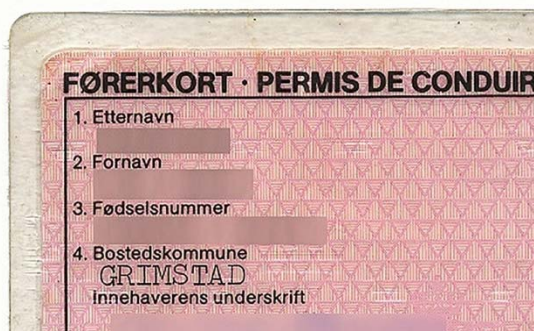 FØRERKORT · PERMIS DE CONDUIR
1. Etternavn
2. Fornavn
3. Fødselsnummer
4. Bostedskommune
GRIMSTAD
Innehaverens underskrift